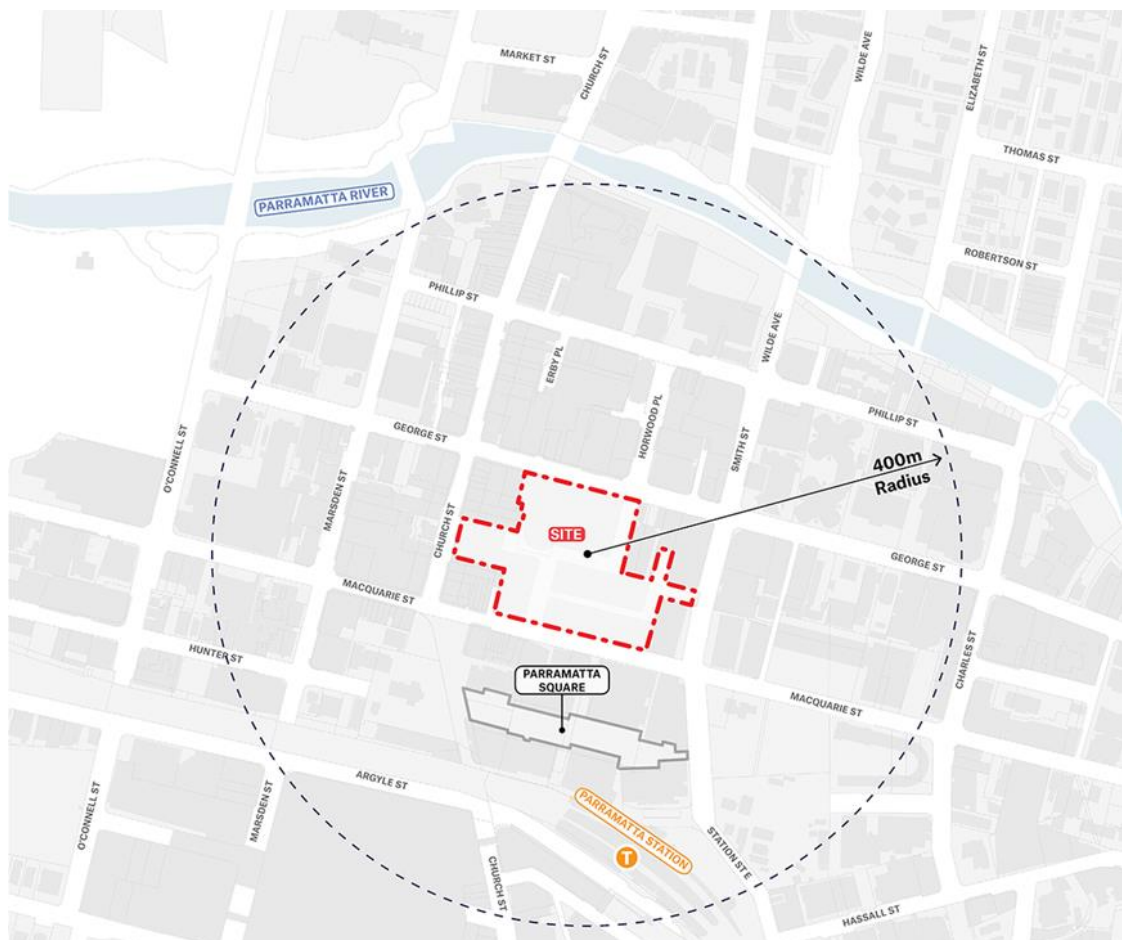 MARKET ST
CHURCH ST
WILDE AVE
ELIZABETH ST
THOMAS ST
PARRAMATTA RIVER
ROBERTSON ST
PHILLIP ST
WILDE AVE
ERBY PL
HORWOOD PL
PHILLIP ST
O'CONNELL ST
GEORGE ST
SMITH ST
400m
Radius
MARSDEN ST
CHURCH ST
SITE
GEORGE ST
MACQUARIE ST
HUNTER ST
CHARLES ST
PARRAMATTA
SQUARE
MACQUARIE ST
ARGYLE ST
O'CONNELL ST
MARSDEN ST
PARRAMATTA STATION
T
STATION ST E
CHURCH ST
HASSALL ST